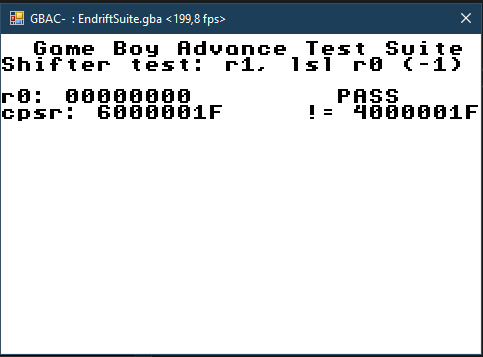 GBAC- : EndriftSuite.gba <199,8 fps>
Game Boy Advance Test Suite
Shifter test: r1, lsl r0 (-1)
r0: 00000000 PASS
cpsr: 6000001F != 4000001F